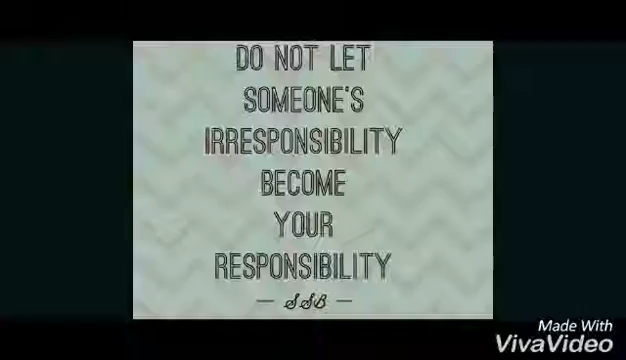 DO NOT LET
SOMEONE'S
IRRESPONSIBILITY
BECOME
YOUR
RESPONSIBILITY
— SSB —
Made With
VivaVideo